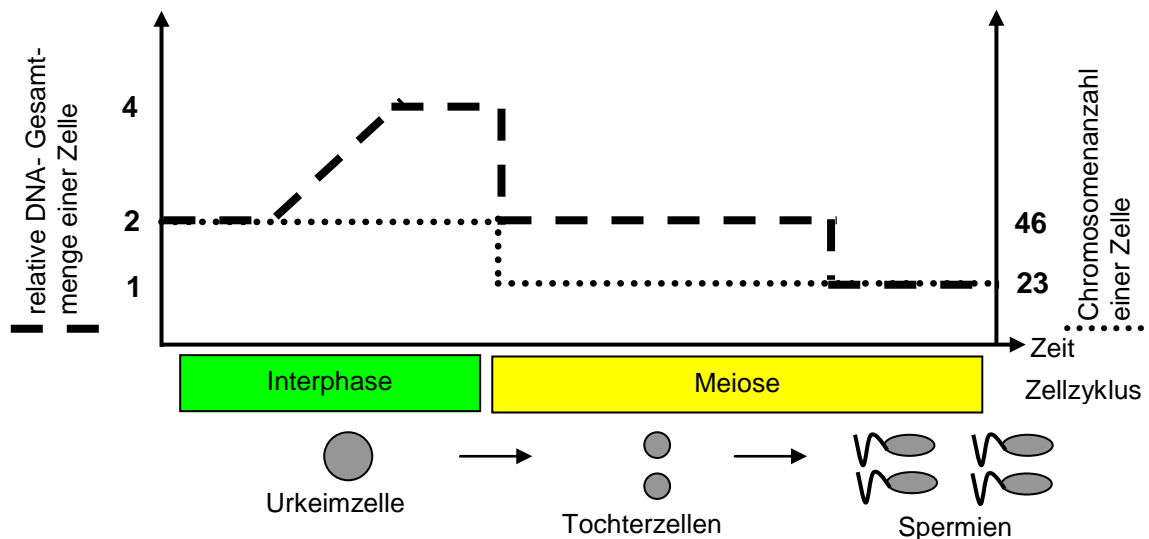 relative DNA- Gesamt-
menge einer Zelle
4
2
1
46
23
Chromosomenanzahl
einer Zelle
Zeit
Interphase
Meiose
Zellzyklus
Urkeimzelle
Tochterzellen
Spermien